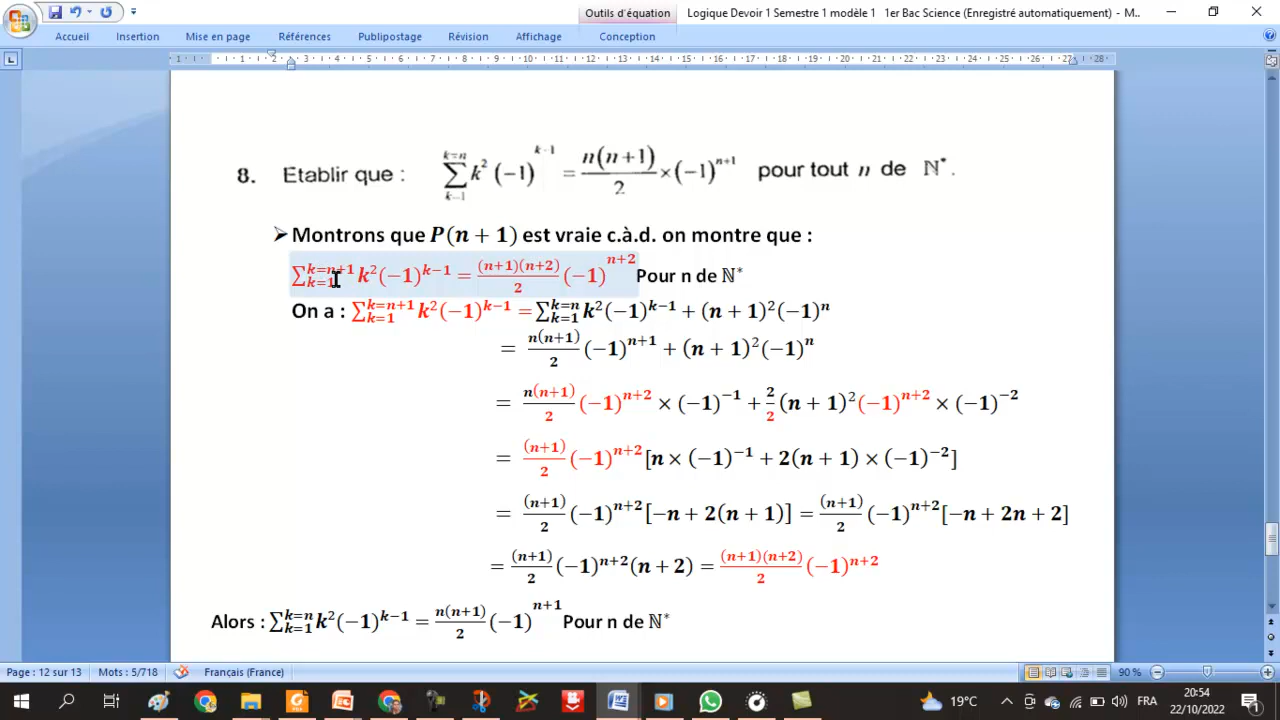 Outils d'équation
Logique Devoir 1 Semestre 1 modèle 1 1er Bac Science (Enregistré automatiquement) - M...
Accueil Insertion Mise en page Références Publipostage Révision Affichage Conception
8. Etablir que : ∑_{k=1}^{k=n} k²(−1)^{k-1} = n(n+1)/2 × (−1)^{n+1} pour tout n de ℕ*.
➢ Montrons que P(n + 1) est vraie c.à.d. on montre que :
∑_{k=1}^{k=n+1} k²(−1)^{k−1} = (n+1)(n+2)/2 (−1)^{n+2} Pour n de ℕ*
On a : ∑_{k=1}^{k=n+1} k²(−1)^{k−1} = ∑_{k=1}^{k=n} k²(−1)^{k−1} + (n + 1)²(−1)^n
= n(n+1)/2 (−1)^{n+1} + (n + 1)²(−1)^n
= n(n+1)/2 (−1)^{n+2} × (−1)^{−1} + 2/2 (n + 1)²(−1)^{n+2} × (−1)^{−2}
= (n+1)/2 (−1)^{n+2} [n × (−1)^{−1} + 2(n + 1) × (−1)^{−2}]
= (n+1)/2 (−1)^{n+2} [−n + 2(n + 1)] = (n+1)/2 (−1)^{n+2} [−n + 2n + 2]
= (n+1)/2 (−1)^{n+2} (n + 2) = (n+1)(n+2)/2 (−1)^{n+2}
Alors : ∑_{k=1}^{k=n} k²(−1)^{k−1} = n(n+1)/2 (−1)^{n+1} Pour n de ℕ*
Page : 12 sur 13 Mots : 5/718 Français (France) 90 %
19°C FRA 20:54
22/10/2022